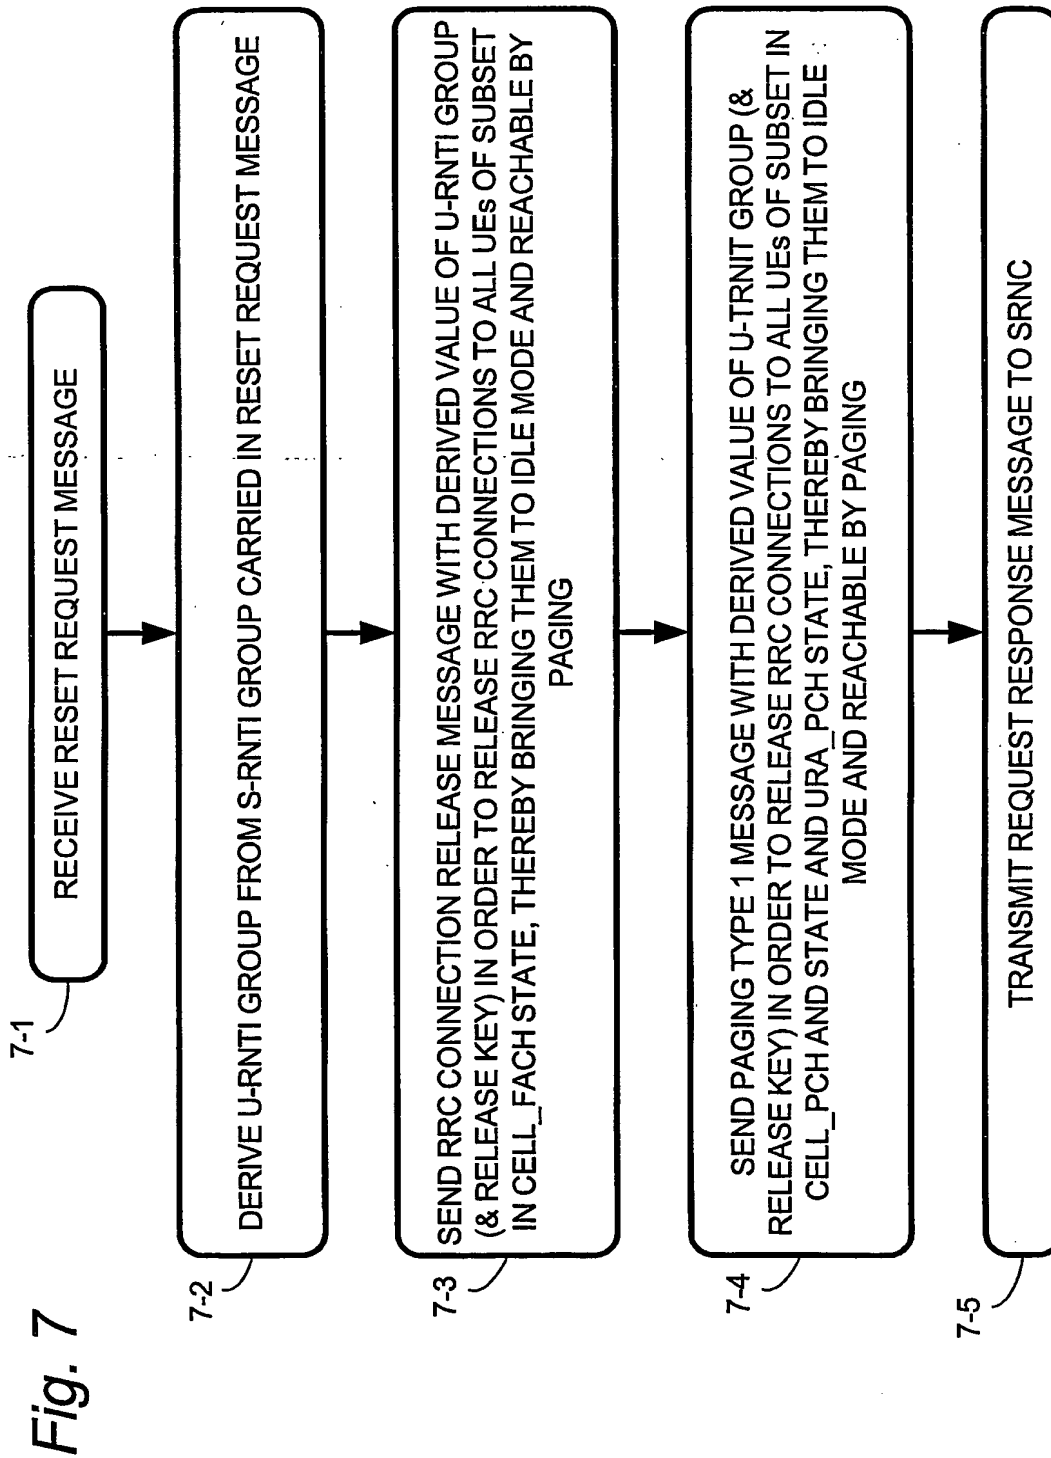 Fig. 7
7-1
RECEIVE RESET REQUEST MESSAGE
7-2
DERIVE U-RNTI GROUP FROM S-RNTI GROUP CARRIED IN RESET REQUEST MESSAGE
7-3
SEND RRC CONNECTION RELEASE MESSAGE WITH DERIVED VALUE OF U-RNTI GROUP
(& RELEASE KEY) IN ORDER TO RELEASE RRC CONNECTIONS TO ALL UEs OF SUBSET
IN CELL_FACH STATE, THEREBY BRINGING THEM TO IDLE MODE AND REACHABLE BY
PAGING
7-4
SEND PAGING TYPE 1 MESSAGE WITH DERIVED VALUE OF U-TRNIT GROUP (&
RELEASE KEY) IN ORDER TO RELEASE RRC CONNECTIONS TO ALL UEs OF SUBSET IN
CELL_PCH AND STATE AND URA_PCH STATE, THEREBY BRINGING THEM TO IDLE
MODE AND REACHABLE BY PAGING
7-5
TRANSMIT REQUEST RESPONSE MESSAGE TO SRNC